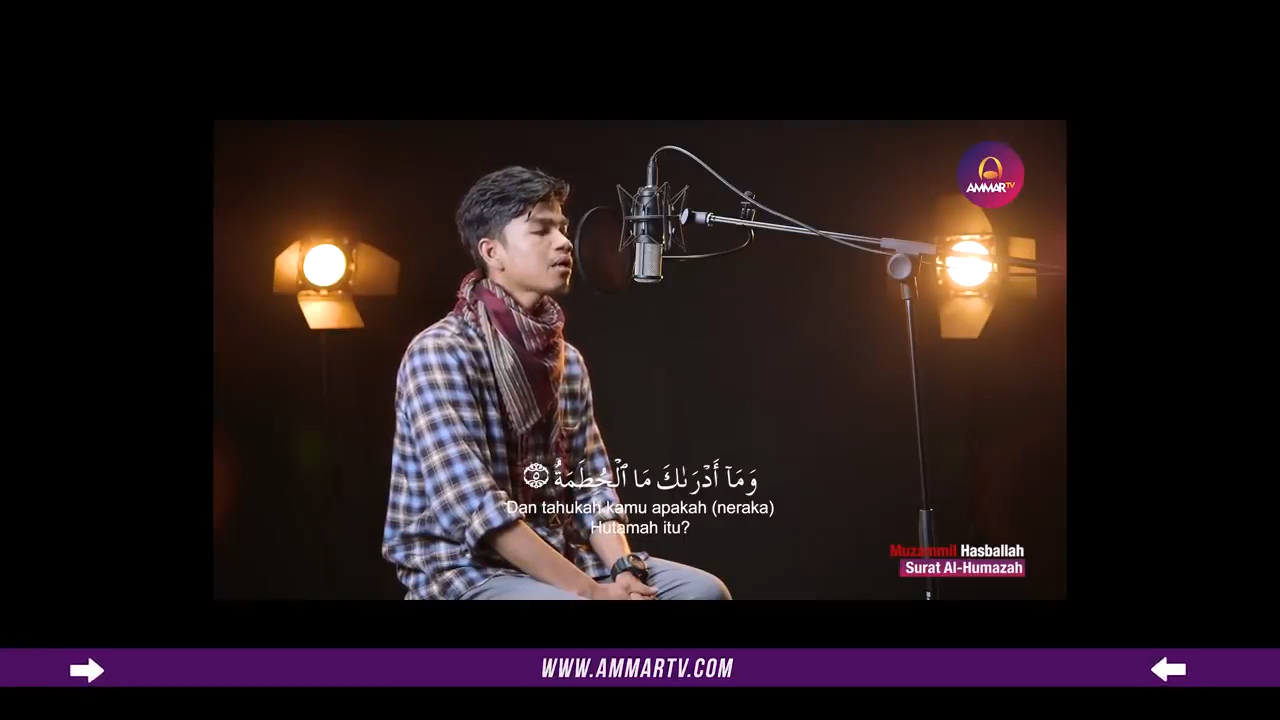 AMMAR TV
وَمَآ أَدْرَىٰكَ مَا ٱلْحُطَمَةُ ٥
Dan tahukah kamu apakah (neraka)
Hutamah itu?
Muzammil Hasballah
Surat Al-Humazah
WWW.AMMARTV.COM